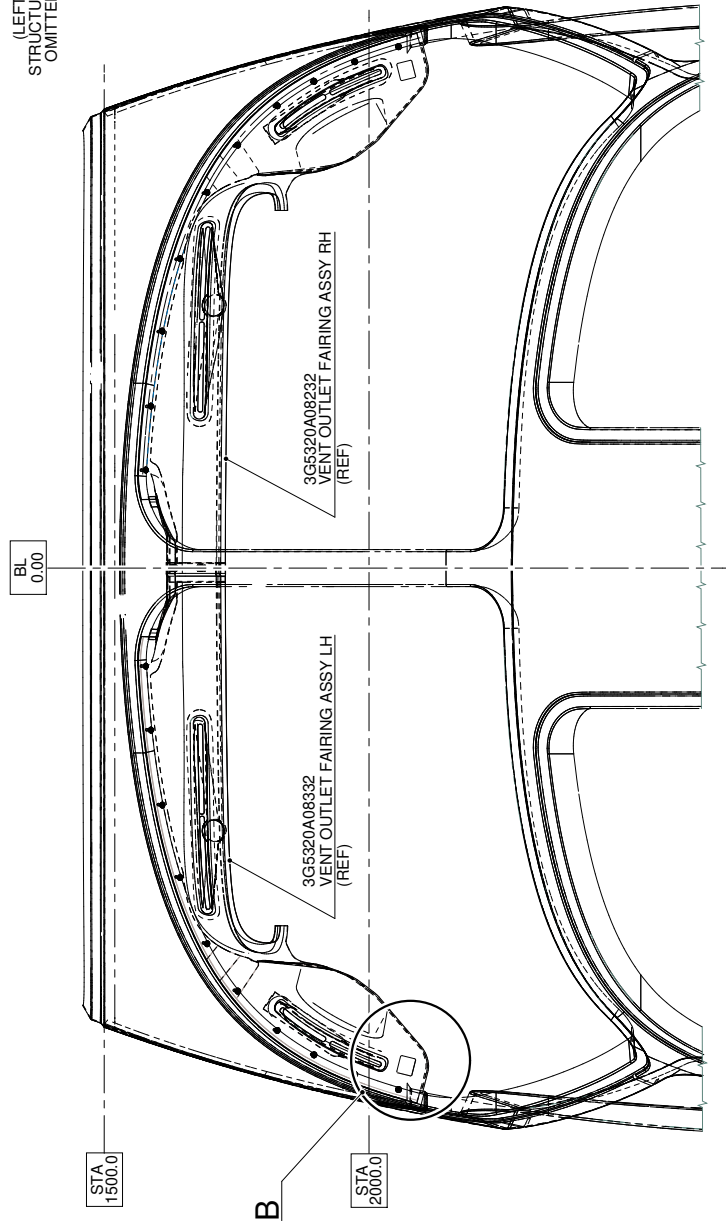 (LEFT
STRUCTU
OMITTE
BL
0.00
3G5320A08232
VENT OUTLET FAIRING ASSY RH
(REF)
3G5320A08332
VENT OUTLET FAIRING ASSY LH
(REF)
STA
1500.0
STA
2000.0
B